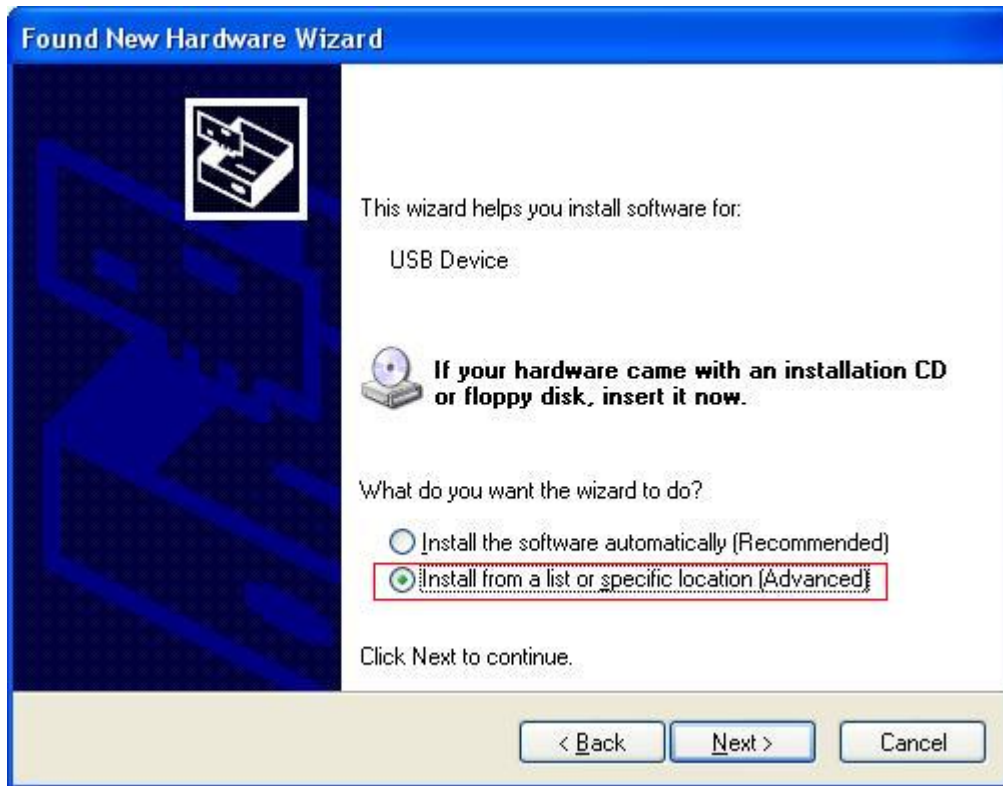 Found New Hardware Wizard
This wizard helps you install software for:
USB Device
If your hardware came with an installation CD
or floppy disk, insert it now.
What do you want the wizard to do?
Install the software automatically (Recommended)
Install from a list or specific location (Advanced)
Click Next to continue.
< Back
Next >
Cancel